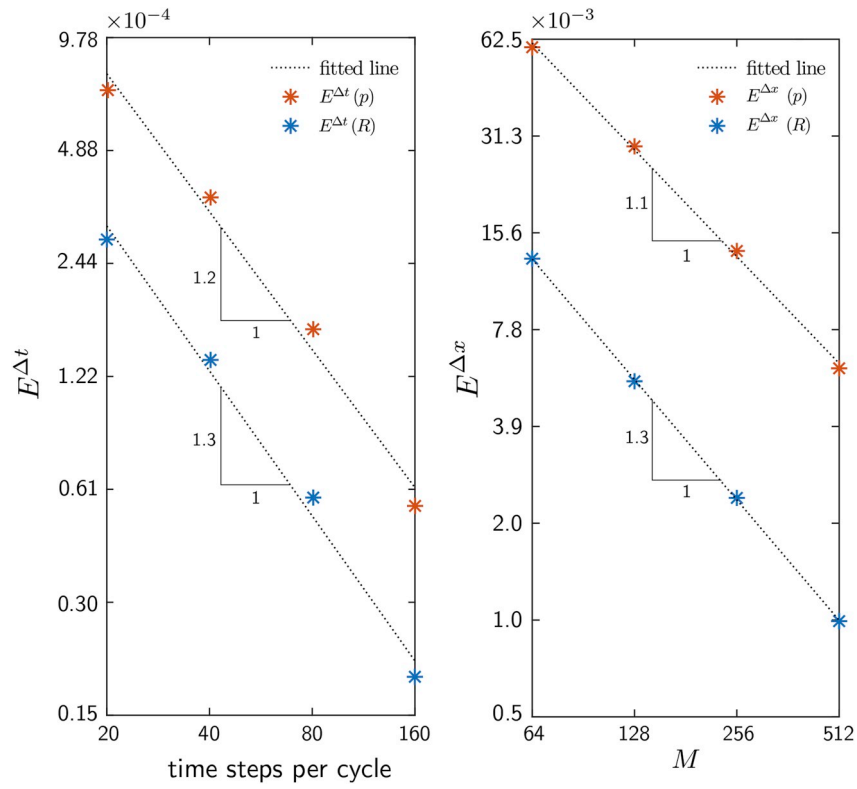 ×10⁻⁴
9.78
4.88
2.44
1.22
0.61
0.30
0.15
E^Δt
fitted line
E^Δt (p)
E^Δt (R)
1.2
1
1.3
1
20 40 80 160
time steps per cycle
×10⁻³
62.5
31.3
15.6
7.8
3.9
2.0
1.0
0.5
E^Δx
fitted line
E^Δx (p)
E^Δx (R)
1.1
1
1.3
1
64 128 256 512
M